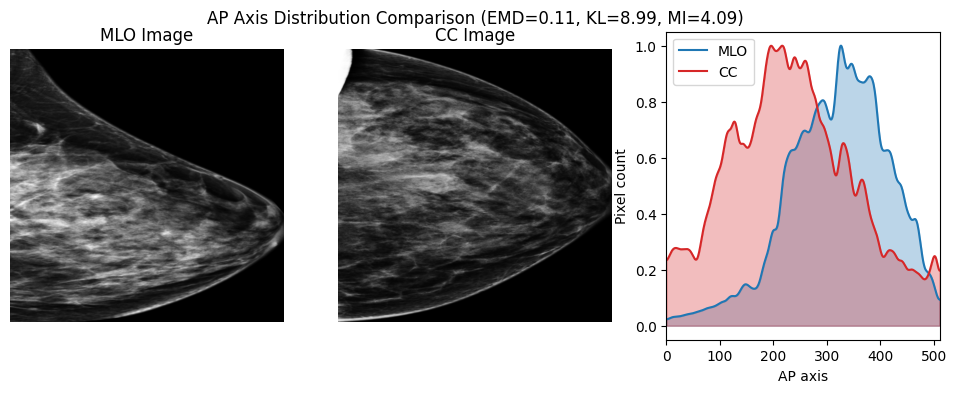 AP Axis Distribution Comparison (EMD=0.11, KL=8.99, MI=4.09)
MLO Image
CC Image
MLO
CC
1.0
0.8
0.6
0.4
0.2
0.0
Pixel count
0 100 200 300 400 500
AP axis